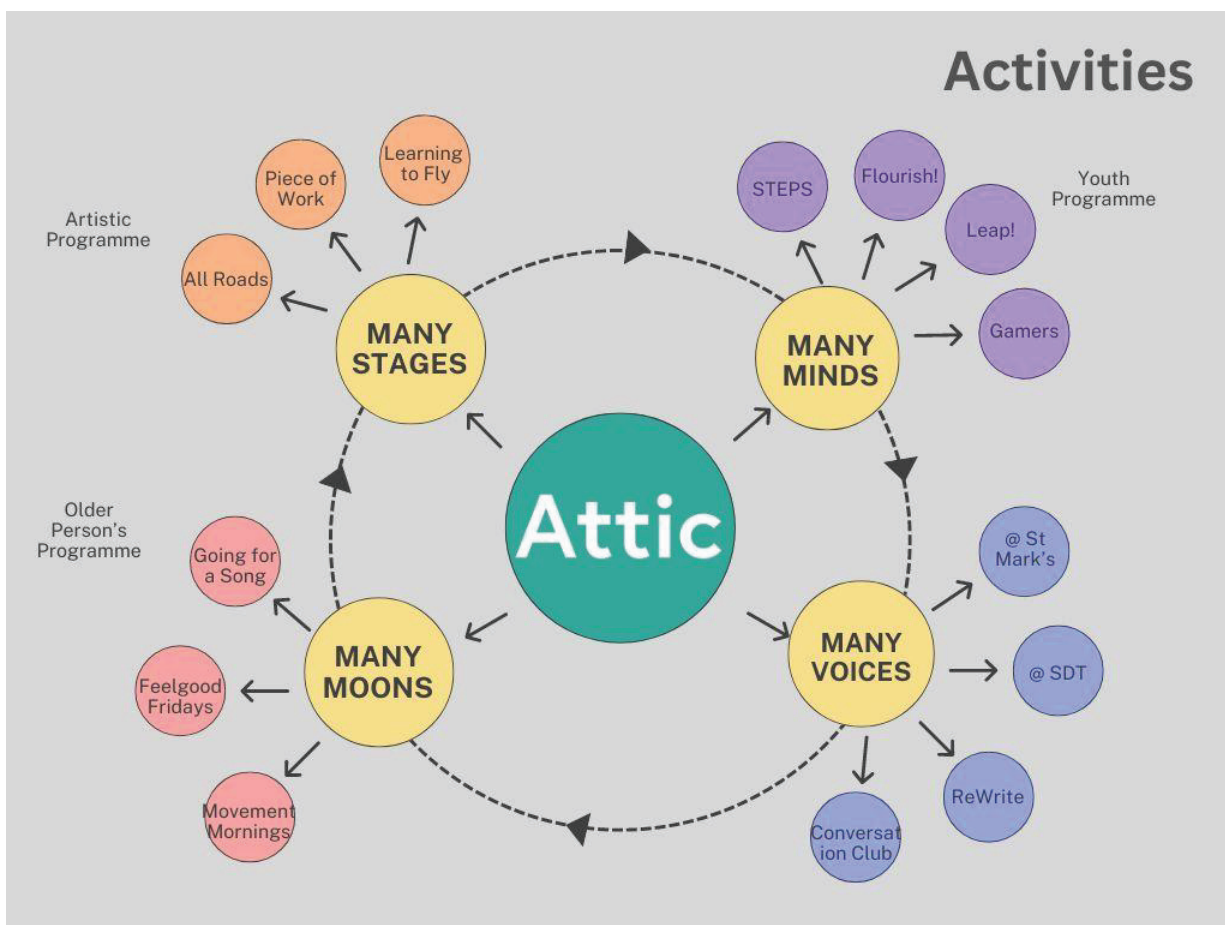 Activities
Artistic
Programme
All Roads
Piece of
Work
Learning
to Fly
MANY
STAGES
STEPS
Flourish!
Leap!
Gamers
Youth
Programme
MANY
MINDS
Attic
Older
Person's
Programme
Going for
a Song
Feelgood
Fridays
Movement
Mornings
MANY
MOONS
MANY
VOICES
@ St
Mark's
@ SDT
ReWrite
Conversat
ion Club